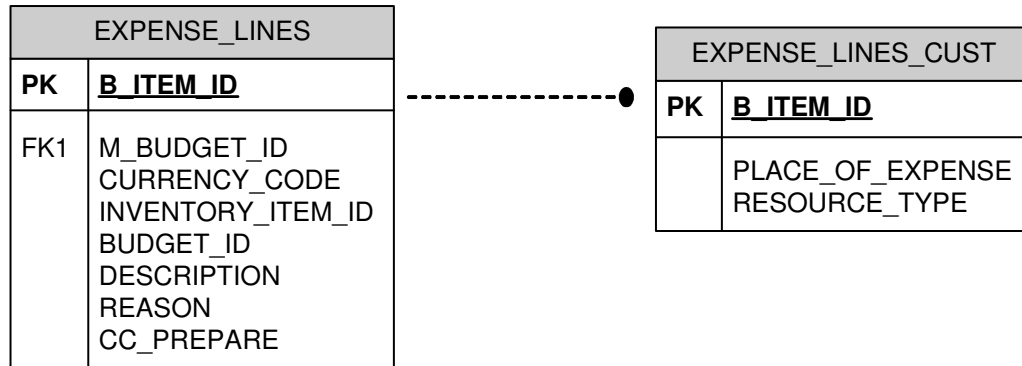 EXPENSE_LINES
PK B_ITEM_ID
FK1 M_BUDGET_ID
CURRENCY_CODE
INVENTORY_ITEM_ID
BUDGET_ID
DESCRIPTION
REASON
CC_PREPARE
EXPENSE_LINES_CUST
PK B_ITEM_ID
PLACE_OF_EXPENSE
RESOURCE_TYPE